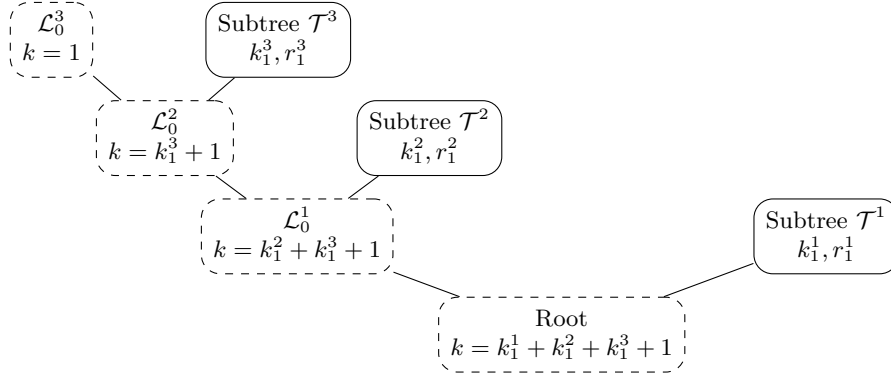 $\mathcal{L}_0^3$
$k = 1$
Subtree $\mathcal{T}^3$
$k_1^3, r_1^3$
$\mathcal{L}_0^2$
$k = k_1^3 + 1$
Subtree $\mathcal{T}^2$
$k_1^2, r_1^2$
$\mathcal{L}_0^1$
$k = k_1^2 + k_1^3 + 1$
Subtree $\mathcal{T}^1$
$k_1^1, r_1^1$
Root
$k = k_1^1 + k_1^2 + k_1^3 + 1$